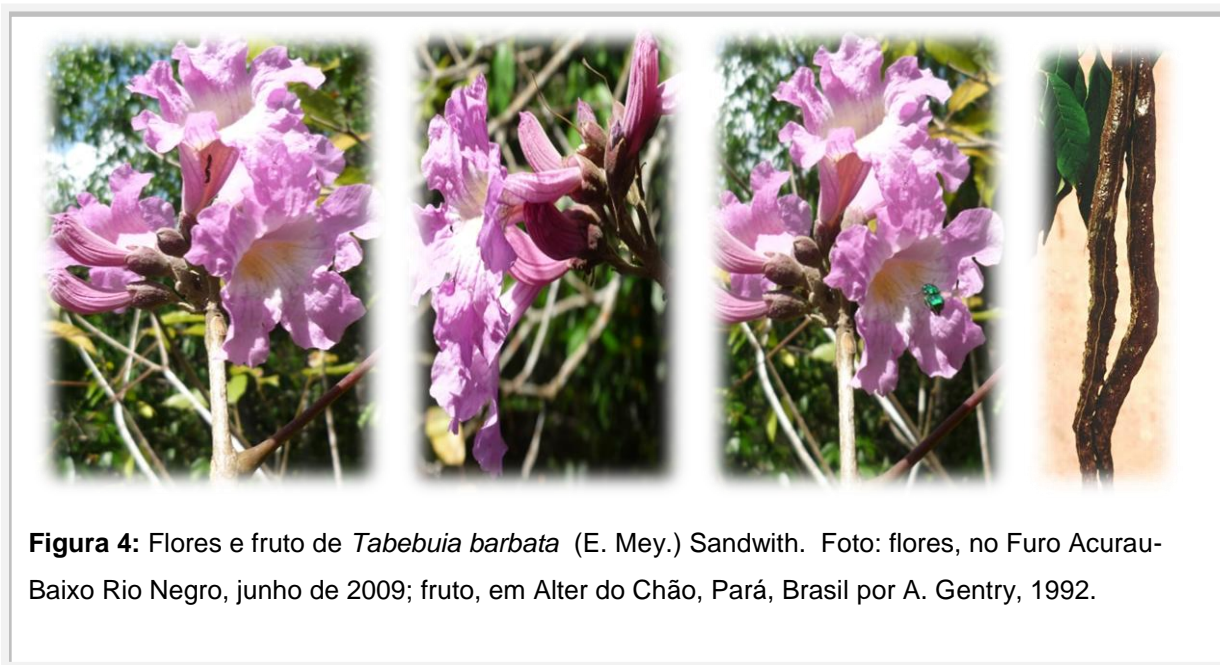 Figura 4: Flores e fruto de Tabebuia barbata (E. Mey.) Sandwith. Foto: flores, no Furo Acurau-
Baixo Rio Negro, junho de 2009; fruto, em Alter do Chão, Pará, Brasil por A. Gentry, 1992.